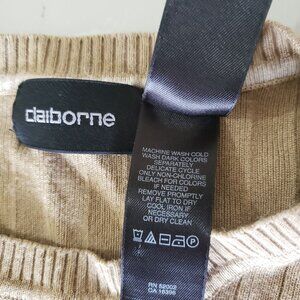 claiborne
MACHINE WASH COLD
WASH DARK COLORS
SEPARATELY
DELICATE CYCLE
ONLY NON-CHLORINE
BLEACH FOR COLORS
IF NEEDED
REMOVE PROMPTLY
LAY FLAT TO DRY
COOL IRON IF
NECESSARY
OR DRY CLEAN
RN 52002
CA 16396